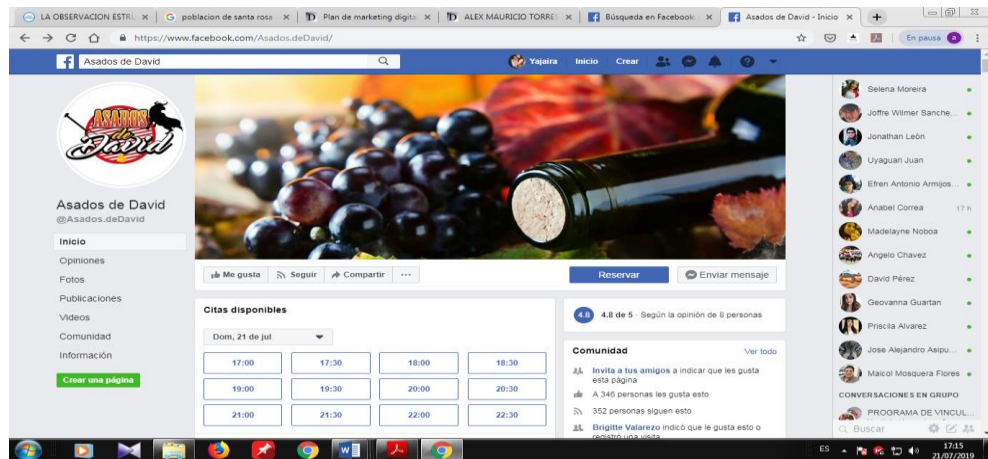 LA OBSERVACION ESTRU
poblacion de santa rosa
Plan de marketing digita
ALEX MAURICIO TORRES
Búsqueda en Facebook
Asados de David - Inicio
https://www.facebook.com/Asados.deDavid/
En pausa
a
Asados de David
Yajaira
Inicio
Crear
ASADOS
de
David
Asados de David
@Asados.deDavid
Inicio
Opiniones
Fotos
Publicaciones
Videos
Comunidad
Información
Crear una página
Me gusta
Seguir
Compartir
Reservar
Enviar mensaje
Citas disponibles
Dom, 21 de jul
17:00 17:30 18:00 18:30
19:00 19:30 20:00 20:30
21:00 21:30 22:00 22:30
4.8
4.8 de 5 · Según la opinión de 8 personas
Comunidad
Ver todo
Invita a tus amigos a indicar que les gusta
esta página
A 346 personas les gusta esto
352 personas siguen esto
Brigitte Valarezo indicó que le gusta esto o
registró una visita
Selena Moreira
Joffre Wilmer Sanche...
Jonathan León
Uyaguari Juan
Efren Antonio Armijos...
Anabel Correa 17 h
Madelayne Noboa
Angelo Chavez
David Pérez
Geovanna Guartan
Priscila Alvarez
Jose Alejandro Asipu...
Maicol Mosquera Flores
CONVERSACIONES EN GRUPO
PROGRAMA DE VINCUL...
Buscar
ES
17:15
21/07/2019